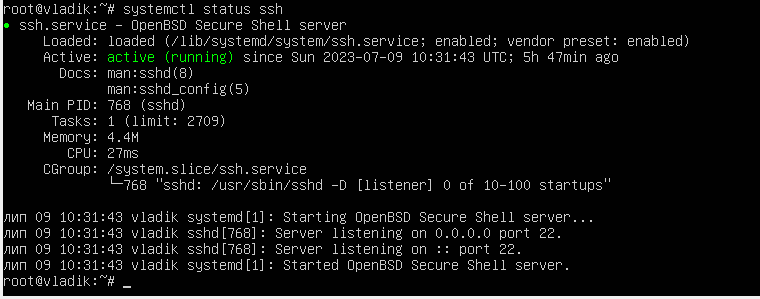 root@vladik:~# systemctl status ssh
● ssh.service - OpenBSD Secure Shell server
     Loaded: loaded (/lib/systemd/system/ssh.service; enabled; vendor preset: enabled)
     Active: active (running) since Sun 2023-07-09 10:31:43 UTC; 5h 47min ago
       Docs: man:sshd(8)
             man:sshd_config(5)
   Main PID: 768 (sshd)
      Tasks: 1 (limit: 2709)
     Memory: 4.4M
        CPU: 27ms
     CGroup: /system.slice/ssh.service
             └─768 "sshd: /usr/sbin/sshd -D [listener] 0 of 10-100 startups"
лип 09 10:31:43 vladik systemd[1]: Starting OpenBSD Secure Shell server...
лип 09 10:31:43 vladik sshd[768]: Server listening on 0.0.0.0 port 22.
лип 09 10:31:43 vladik sshd[768]: Server listening on :: port 22.
лип 09 10:31:43 vladik systemd[1]: Started OpenBSD Secure Shell server.
root@vladik:~# _